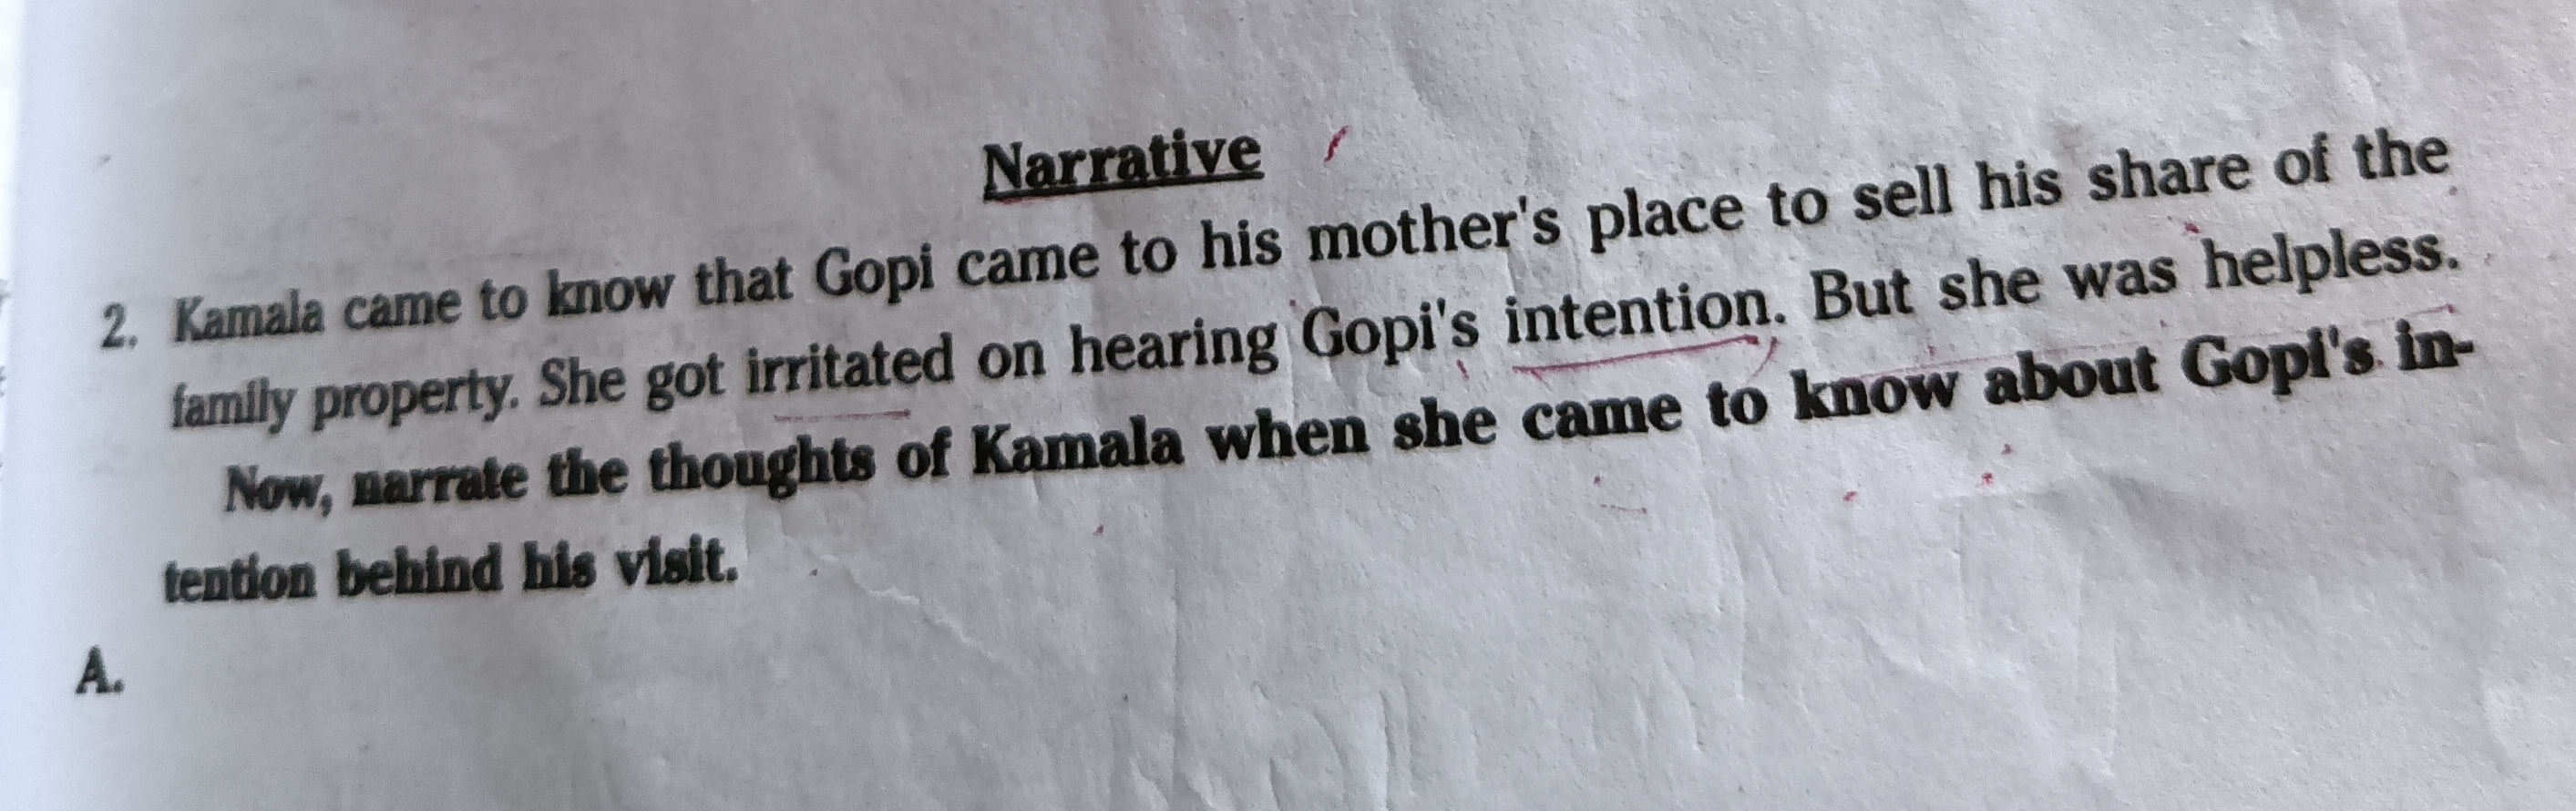 Narrative
2. Kamala came to know that Gopi came to his mother's place to sell his share of the
family property. She got irritated on hearing Gopi's intention. But she was helpless.
Now, narrate the thoughts of Kamala when she came to know about Gopi's in-
tention behind his visit.
A.